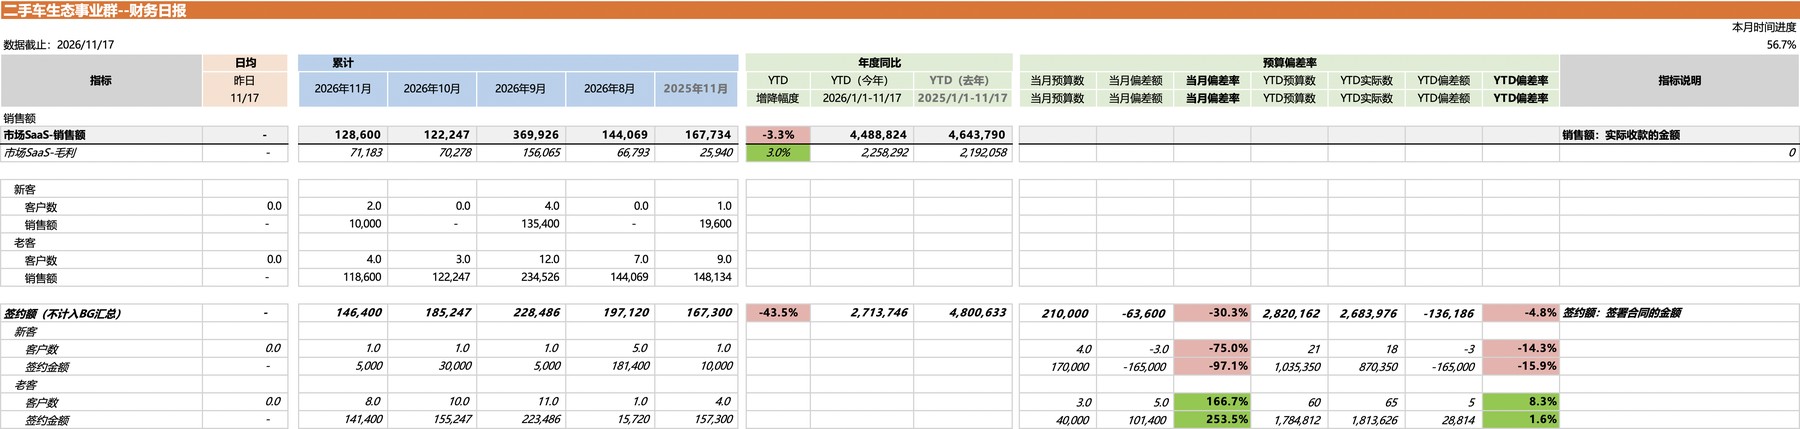 二手车生态事业群--财务日报
本月时间进度
数据截止：2026/11/17 56.7%
指标 日均 累计 年度同比 预算偏差率 指标说明
昨日 2026年11月 2026年10月 2026年9月 2026年8月 2025年11月 YTD YTD（今年） YTD（去年） 当月预算数 当月偏差额 当月偏差率 YTD预算数 YTD实际数 YTD偏差额 YTD偏差率
11/17 增降幅度 2026/1/1-11/17 2025/1/1-11/17 当月预算数 当月偏差额 当月偏差率 YTD预算数 YTD实际数 YTD偏差额 YTD偏差率
销售额
市场SaaS-销售额 - 128,600 122,247 369,926 144,069 167,734 -3.3% 4,488,824 4,643,790 销售额：实际收款的金额
市场SaaS-毛利 - 71,183 70,278 156,065 66,793 25,940 3.0% 2,258,292 2,192,058 0
新客
客户数 0.0 2.0 0.0 4.0 0.0 1.0
销售额 - 10,000 - 135,400 - 19,600
老客
客户数 0.0 4.0 3.0 12.0 7.0 9.0
销售额 - 118,600 122,247 234,526 144,069 148,134
签约额（不计入BG汇总） - 146,400 185,247 228,486 197,120 167,300 -43.5% 2,713,746 4,800,633 210,000 -63,600 -30.3% 2,820,162 2,683,976 -136,186 -4.8% 签约额：签署合同的金额
新客
客户数 0.0 1.0 1.0 1.0 5.0 1.0 4.0 -3.0 -75.0% 21 18 -3 -14.3%
签约金额 - 5,000 30,000 5,000 181,400 10,000 170,000 -165,000 -97.1% 1,035,350 870,350 -165,000 -15.9%
老客
客户数 0.0 8.0 10.0 11.0 1.0 4.0 3.0 5.0 166.7% 60 65 5 8.3%
签约金额 - 141,400 155,247 223,486 15,720 157,300 40,000 101,400 253.5% 1,784,812 1,813,626 28,814 1.6%